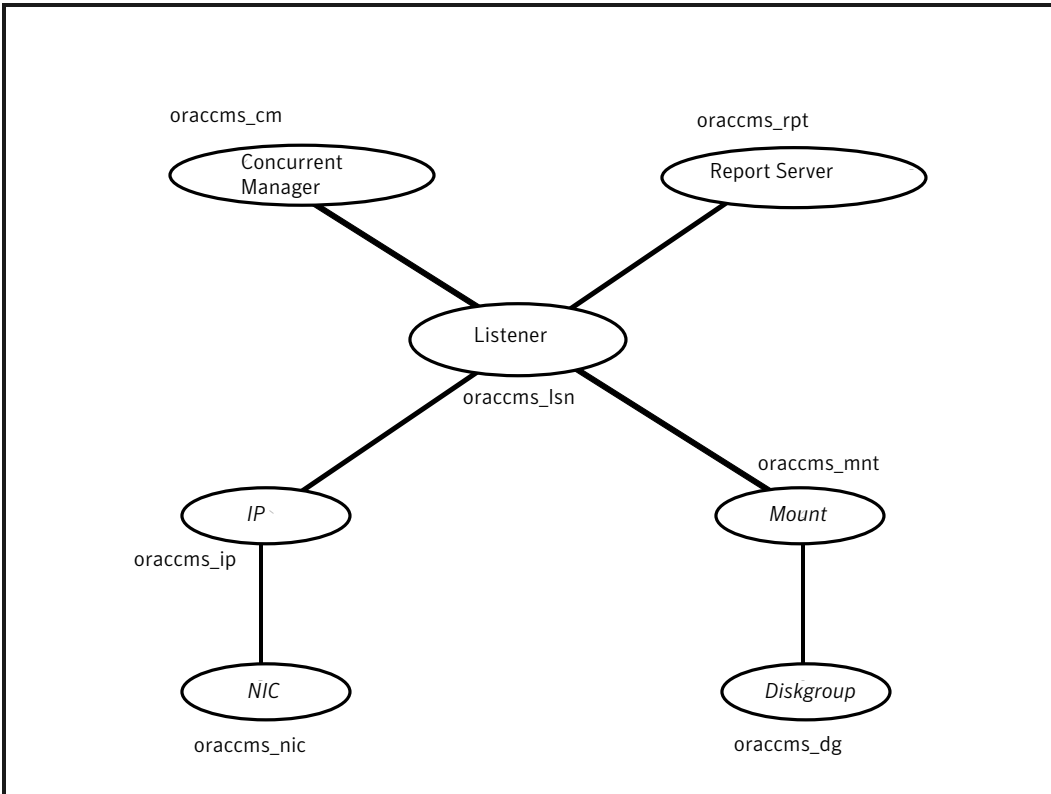 oraccms_cm
oraccms_rpt
Concurrent
Manager
Report Server
Listener
oraccms_lsn
oraccms_mnt
IP
Mount
oraccms_ip
NIC
Diskgroup
oraccms_nic
oraccms_dg